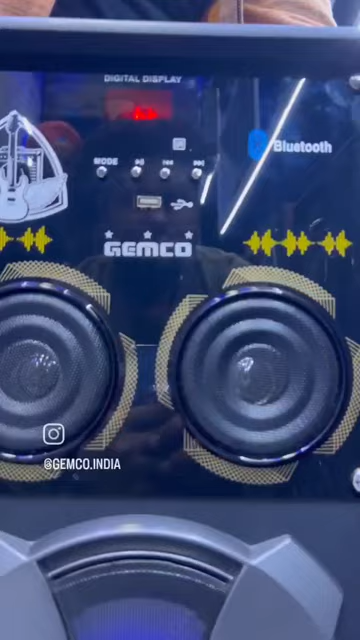 DIGITAL DISPLAY
Bluetooth
MODE
GEMCO
@GEMCO.INDIA